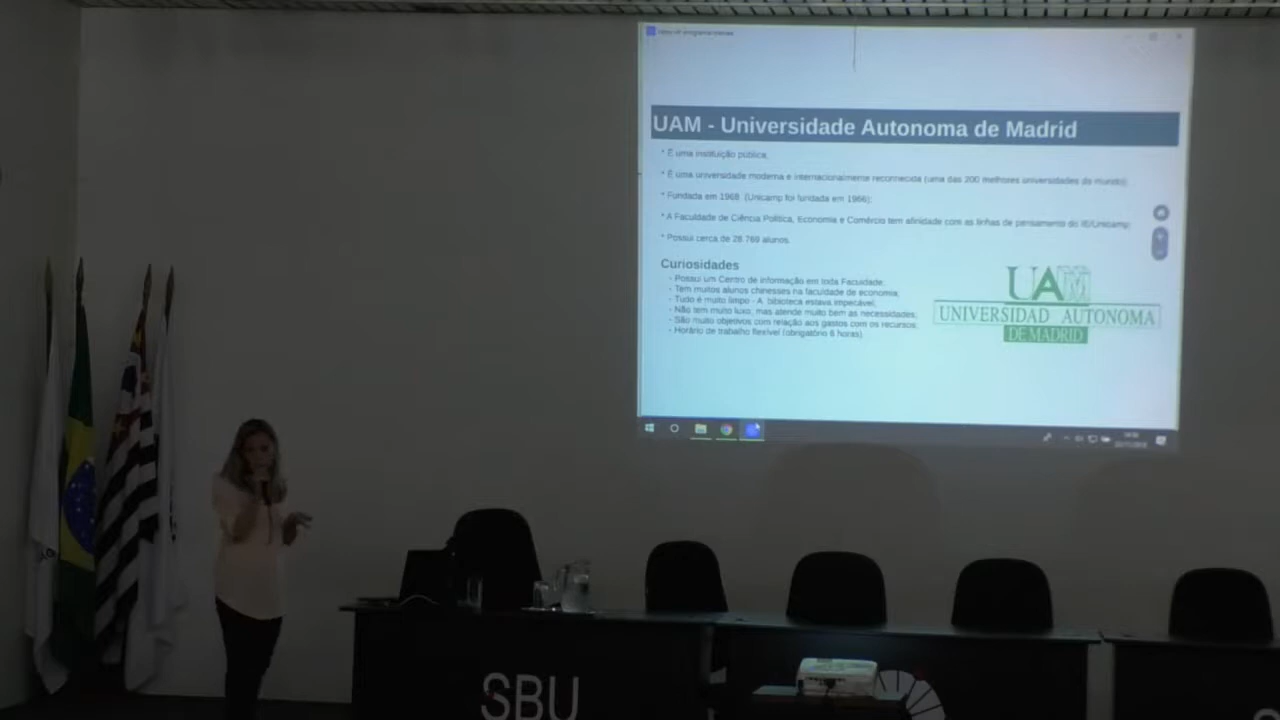 UAM - Universidade Autonoma de Madrid
* É uma instituição pública;
* É uma universidade moderna e internacionalmente reconhecida (uma das 200 melhores universidades do mundo);
* Fundada em 1968 (Unicamp foi fundada em 1966);
* A Faculdade de Ciência Política, Economia e Comércio tem afinidade com as linhas de pensamento do IE/Unicamp
* Possui cerca de 28.769 alunos.
Curiosidades
- Possui um Centro de informação em toda Faculdade;
- Tem muitos alunos chinesses na faculdade de economia;
- Tudo é muito limpo - A biblioteca estava impecável;
- Não tem muito luxo, mas atende muito bem as necessidades;
- São muito objetivos com relação aos gastos com os recursos;
- Horário de trabalho flexível (obrigatório 6 horas)
UAM
UNIVERSIDAD AUTONOMA
DE MADRID
SBU